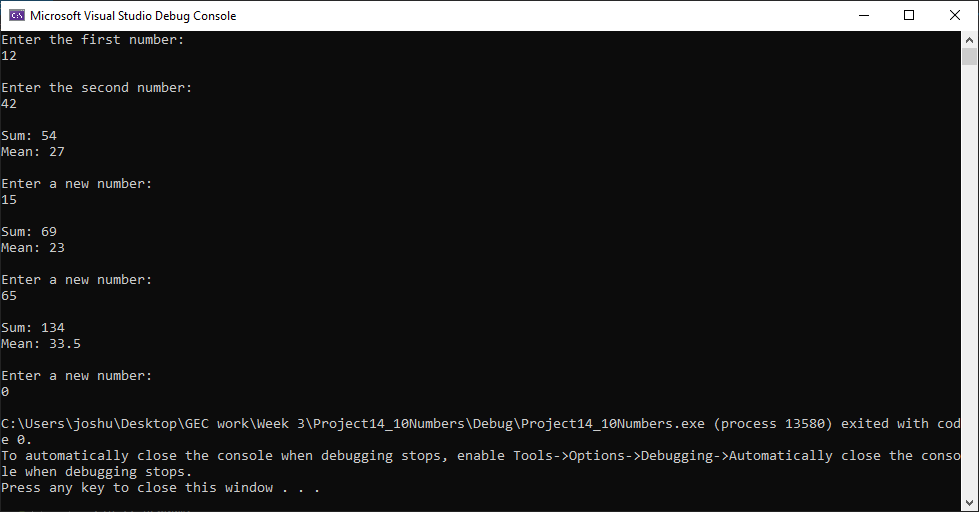 Microsoft Visual Studio Debug Console
Enter the first number:
12
Enter the second number:
42
Sum: 54
Mean: 27
Enter a new number:
15
Sum: 69
Mean: 23
Enter a new number:
65
Sum: 134
Mean: 33.5
Enter a new number:
0
C:\Users\joshu\Desktop\GEC work\Week 3\Project14_10Numbers\Debug\Project14_10Numbers.exe (process 13580) exited with cod
e 0.
To automatically close the console when debugging stops, enable Tools->Options->Debugging->Automatically close the conso
le when debugging stops.
Press any key to close this window . . .